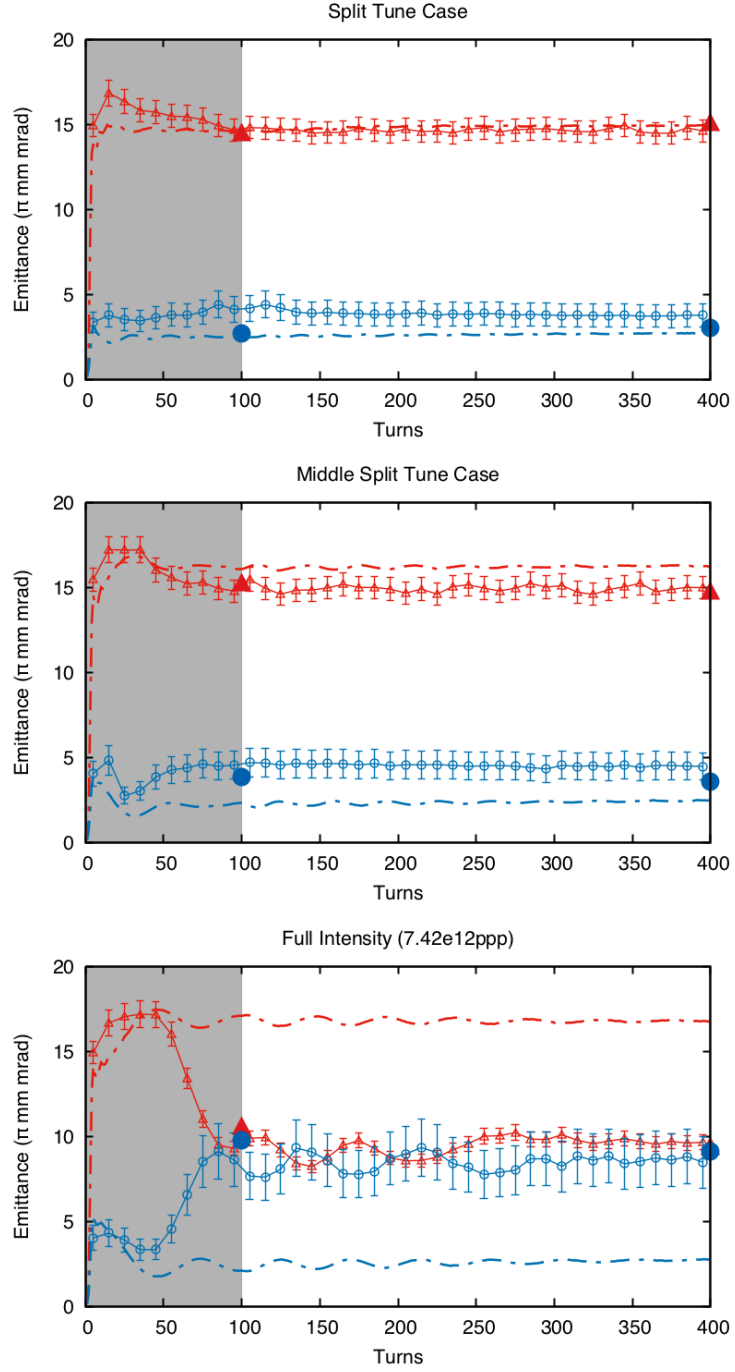 Split Tune Case
20
15
10
5
0
Emittance (π mm mrad)
0 50 100 150 200 250 300 350 400
Turns
Middle Split Tune Case
20
15
10
5
0
Emittance (π mm mrad)
0 50 100 150 200 250 300 350 400
Turns
Full Intensity (7.42e12ppp)
20
15
10
5
0
Emittance (π mm mrad)
0 50 100 150 200 250 300 350 400
Turns